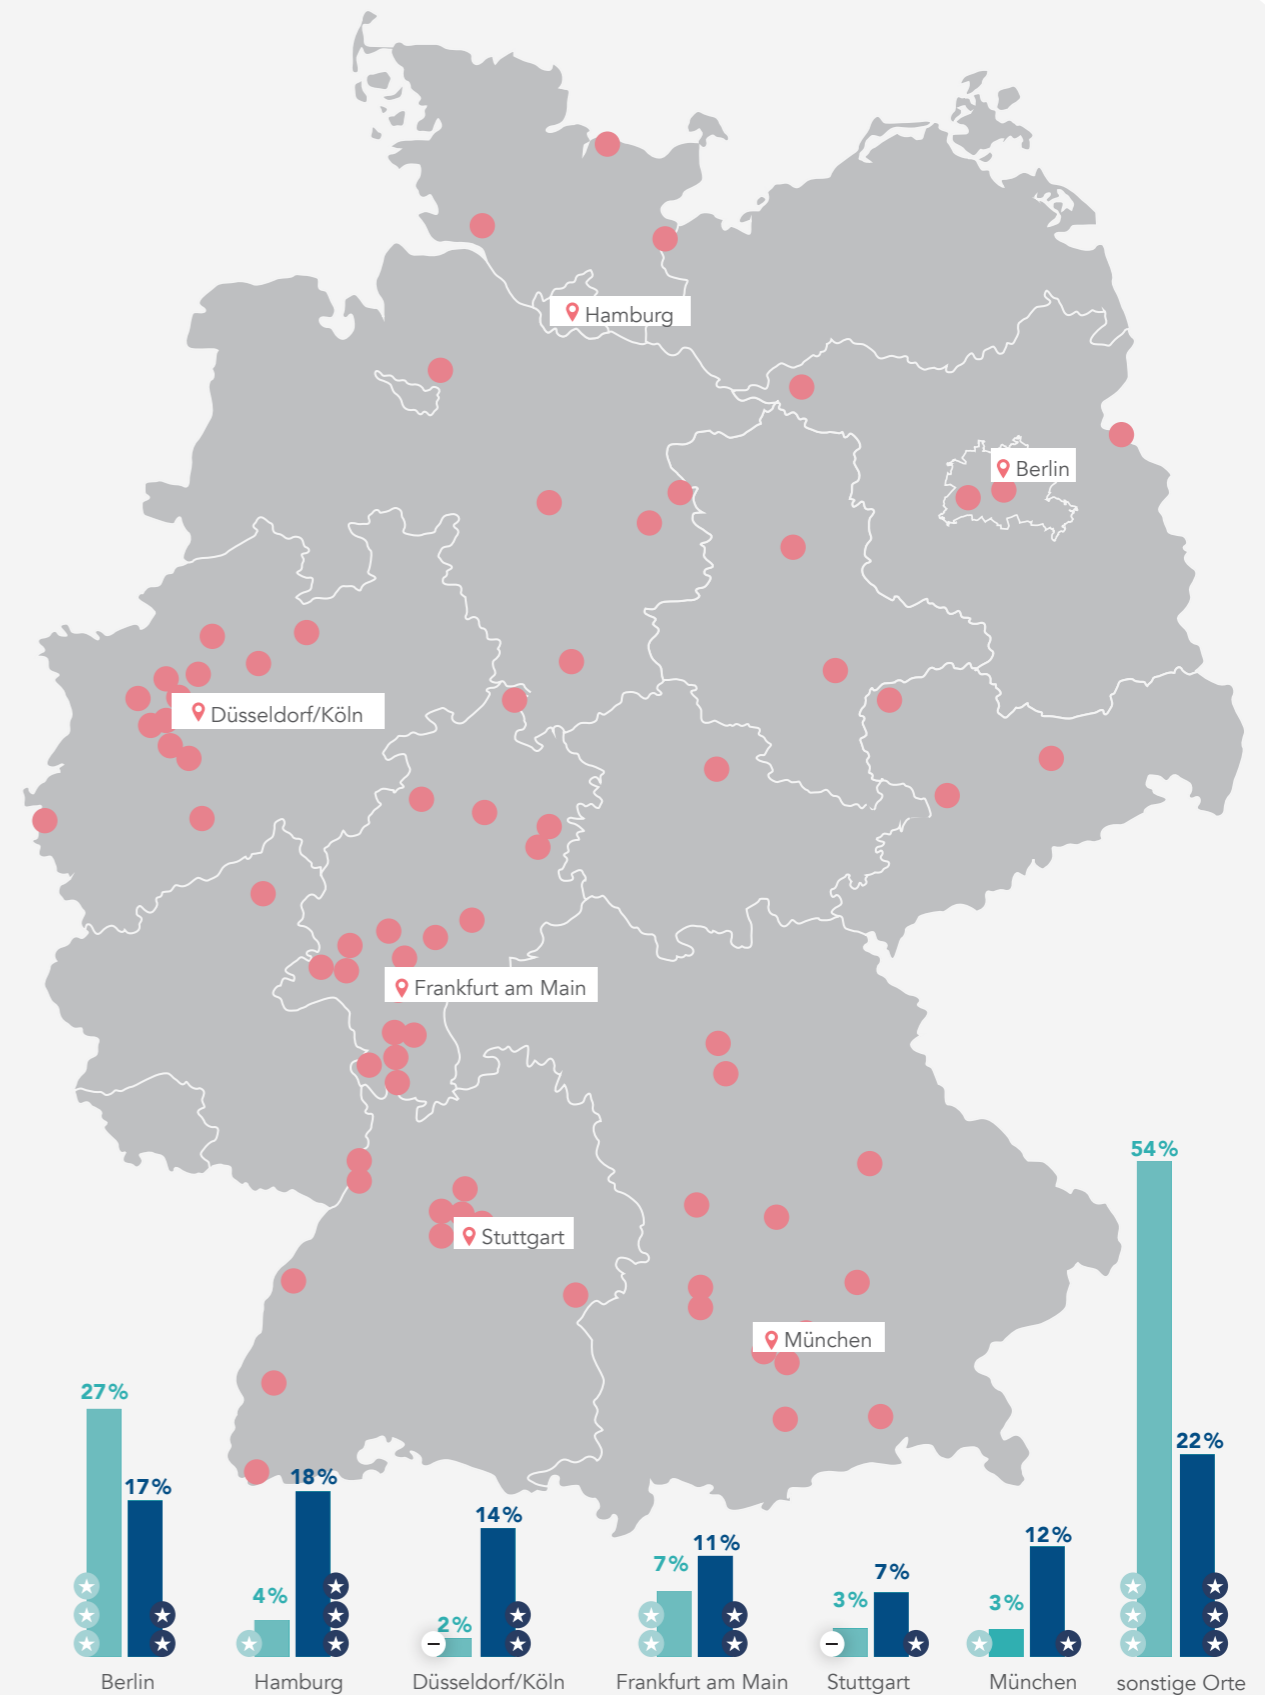 Hamburg
Berlin
Düsseldorf/Köln
Frankfurt am Main
Stuttgart
München
54%
27%
22%
17%
18%
14%
12%
11%
7%
7%
4%
3%
3%
2%
Berlin
Hamburg
Düsseldorf/Köln
Frankfurt am Main
Stuttgart
München
sonstige Orte